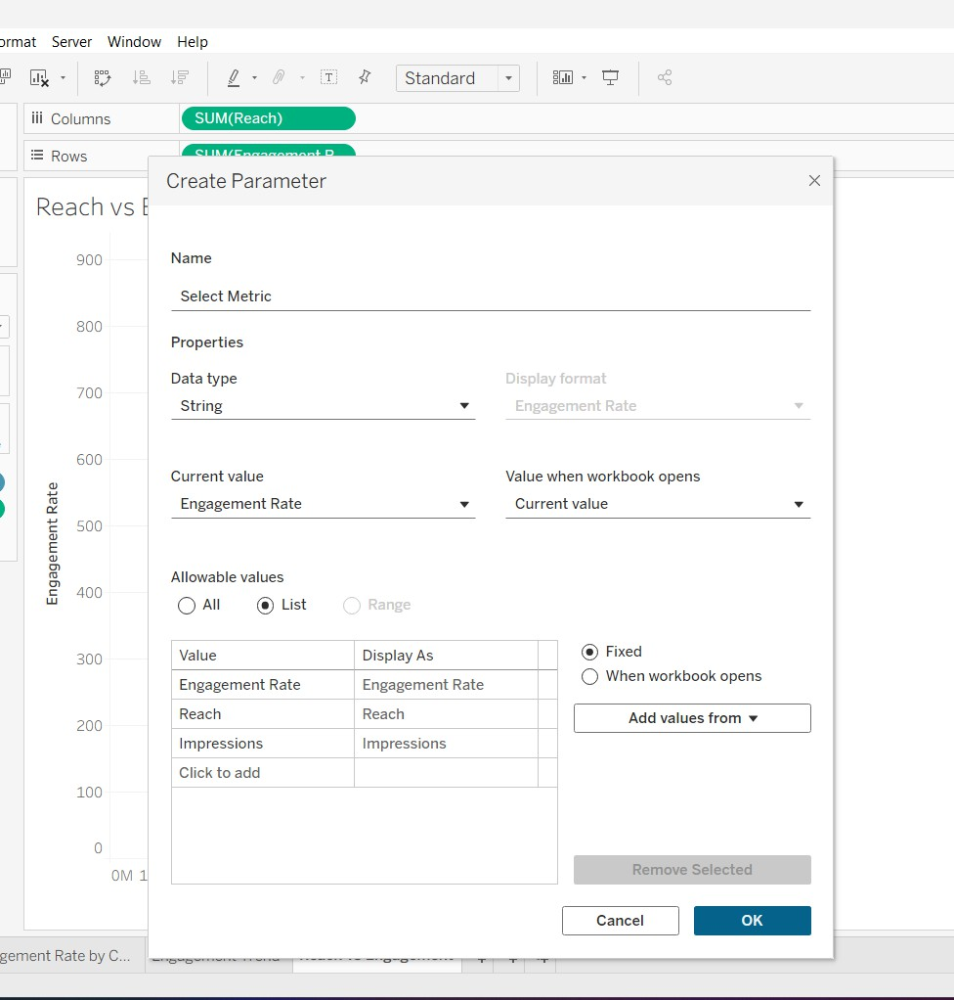 ormat Server Window Help
Standard
Columns SUM(Reach)
Rows SUM(Engagement R..
Create Parameter
Reach vs E
Name
Select Metric
Properties
Data type Display format
String Engagement Rate
Current value Value when workbook opens
Engagement Rate Current value
Allowable values
All List Range
Value Display As
Engagement Rate Engagement Rate
Reach Reach
Impressions Impressions
Click to add
Fixed
When workbook opens
Add values from
Remove Selected
Cancel OK
Engagement Rate
900
800
700
600
500
400
300
200
100
0
0M 1
gement Rate by C... Engagement Trend Reach vs Engagement